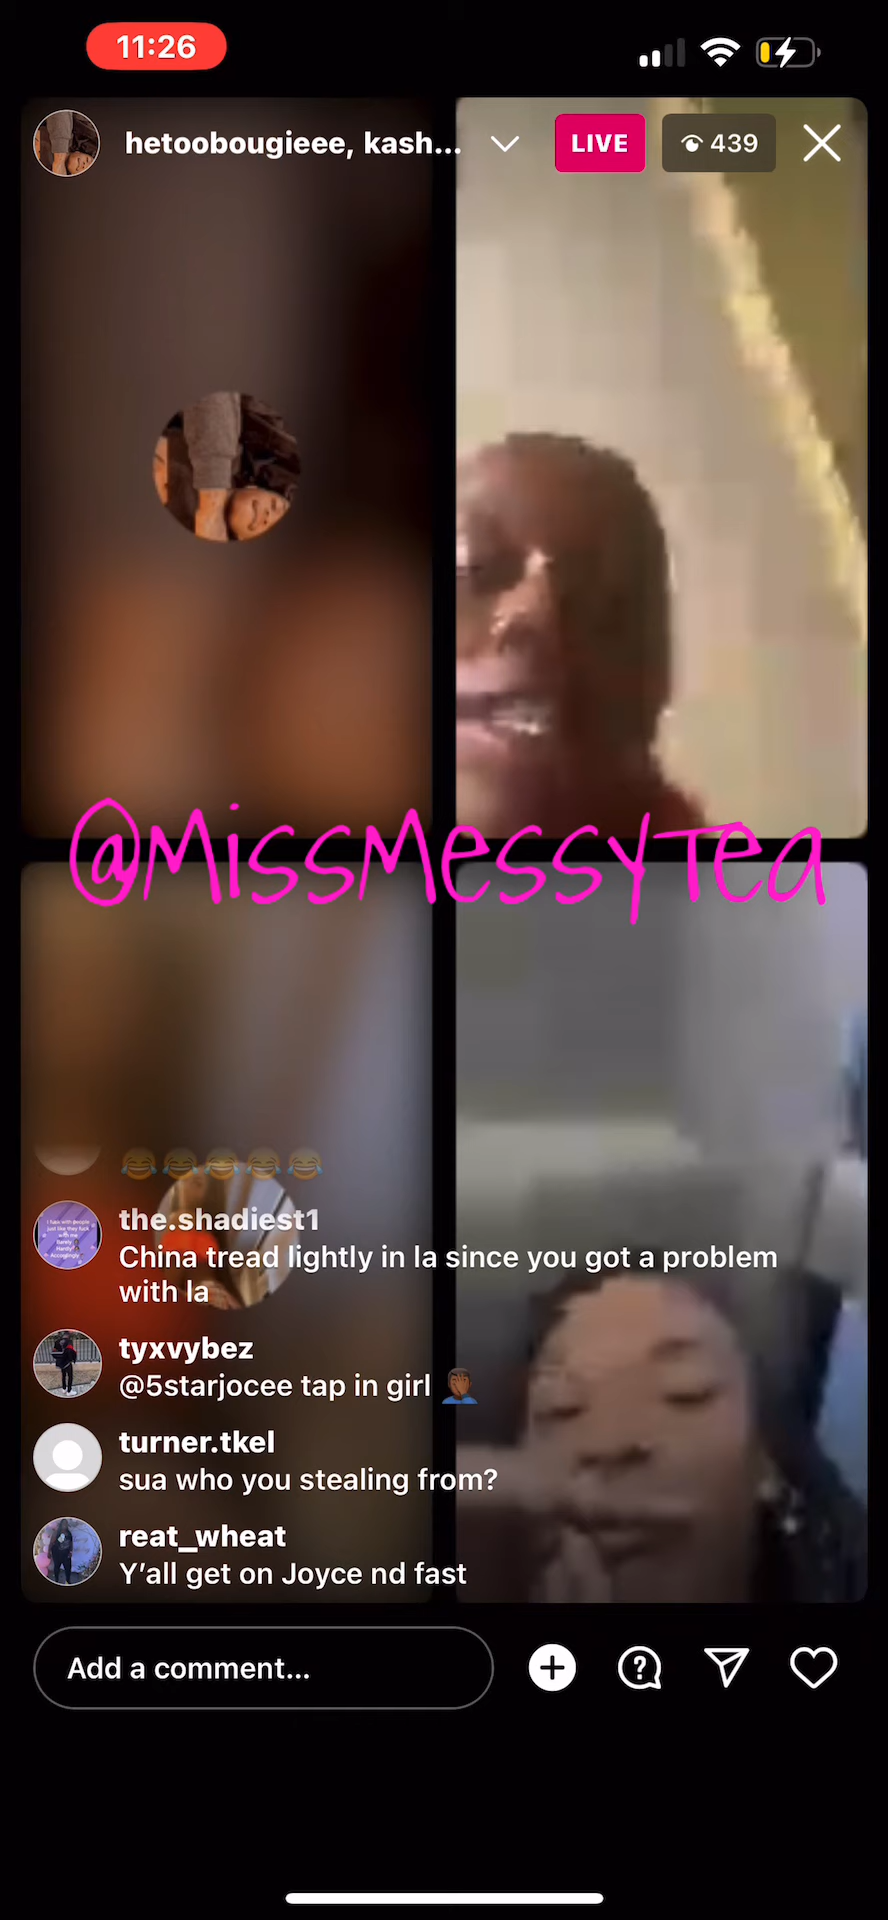 11:26
hetoobougieee, kash...
LIVE
439
@MissMessyTea
😂😂😂😂😂
the.shadiest1
China tread lightly in la since you got a problem
with la
tyxvybez
@5starjocee tap in girl 🤦🏾‍♂️
turner.tkel
sua who you stealing from?
reat_wheat
Y’all get on Joyce nd fast
Add a comment...